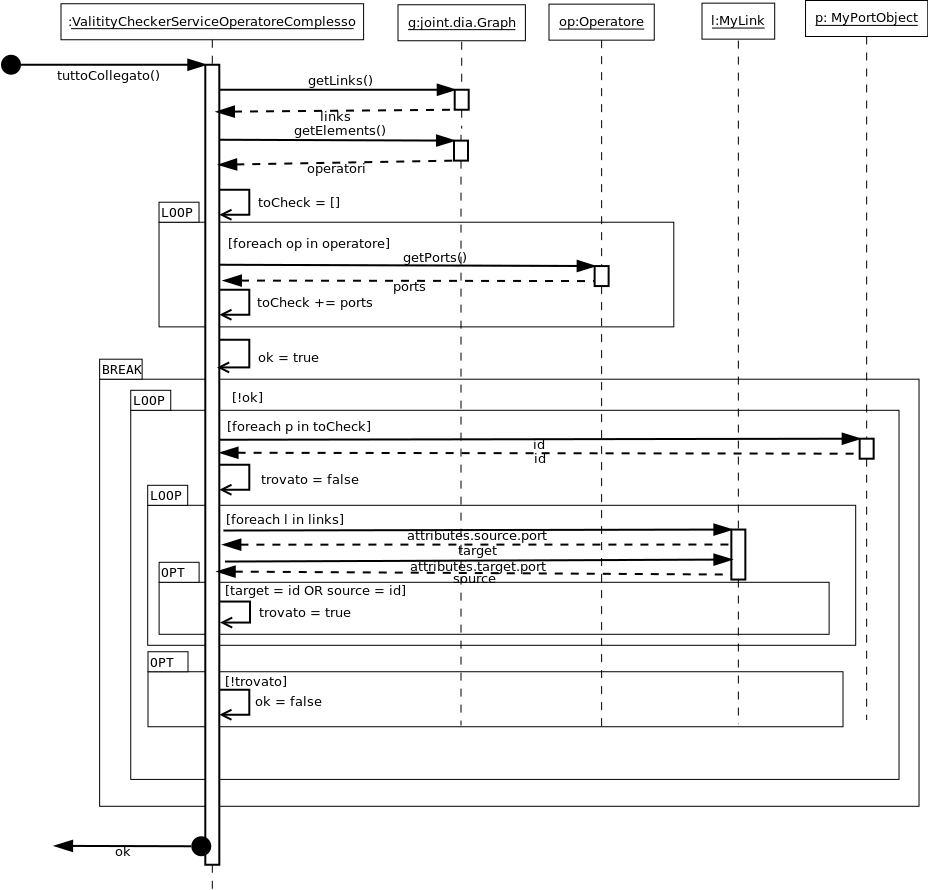 :ValitityCheckerServiceOperatoreComplesso
g:joint.dia.Graph
op:Operatore
l:MyLink
p: MyPortObject
tuttoCollegato()
getLinks()
links
getElements()
operatori
toCheck = []
LOOP
[foreach op in operatore]
getPorts()
ports
toCheck += ports
ok = true
BREAK
[!ok]
LOOP
[foreach p in toCheck]
id
id
trovato = false
LOOP
[foreach l in links]
attributes.source.port
target
attributes.target.port
source
OPT
[target = id OR source = id]
trovato = true
OPT
[!trovato]
ok = false
ok